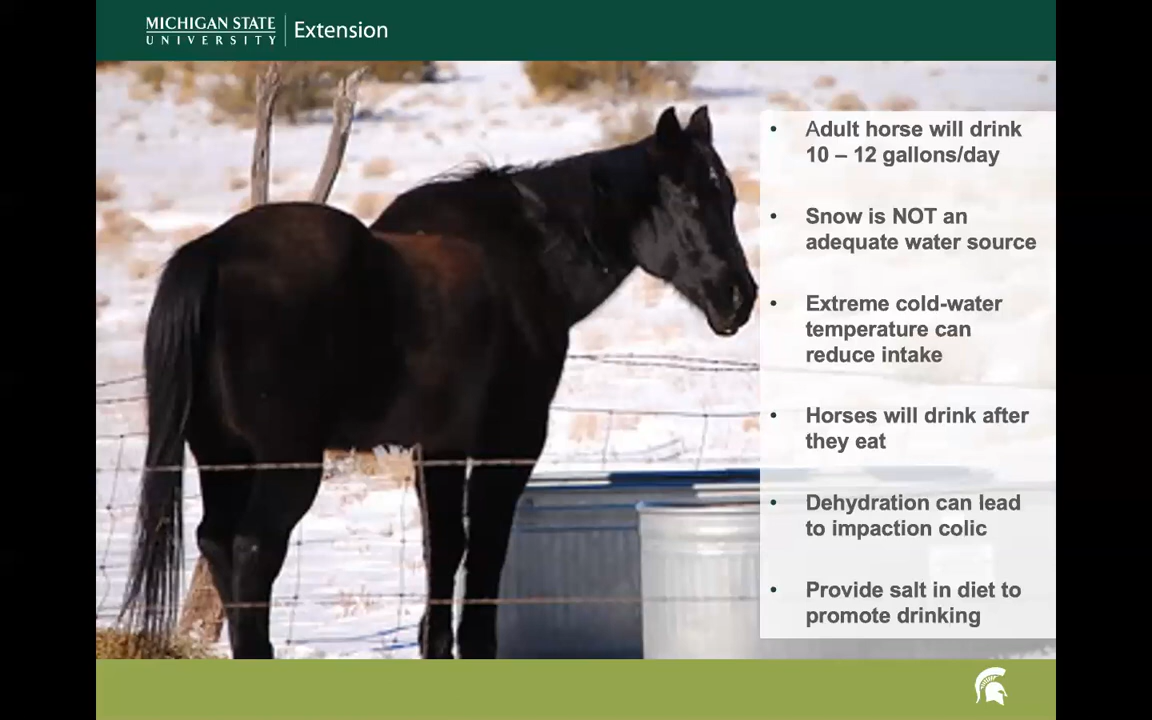 MICHIGAN STATE
UNIVERSITY
Extension
• Adult horse will drink
10 – 12 gallons/day
• Snow is NOT an
adequate water source
• Extreme cold-water
temperature can
reduce intake
• Horses will drink after
they eat
• Dehydration can lead
to impaction colic
• Provide salt in diet to
promote drinking